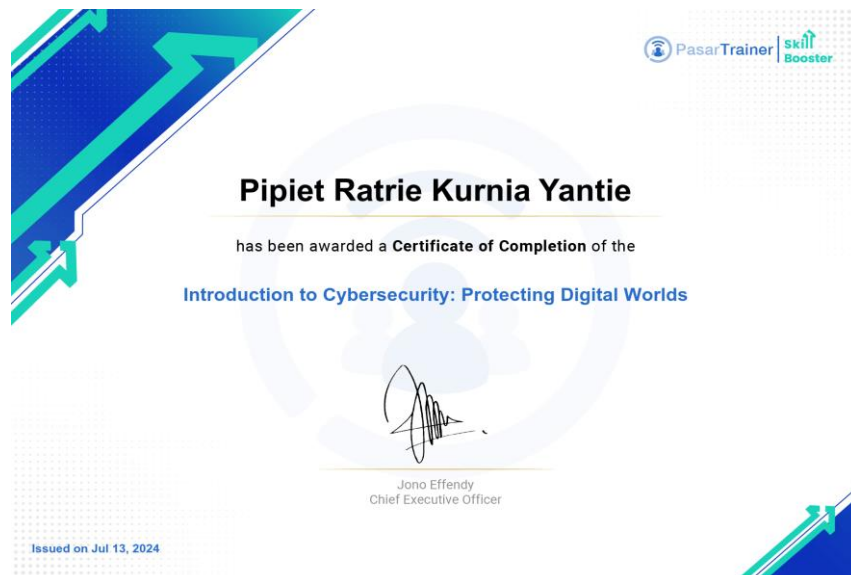 PasarTrainer
Skill
Booster
Pipiet Ratrie Kurnia Yantie
has been awarded a Certificate of Completion of the
Introduction to Cybersecurity: Protecting Digital Worlds
Jono Effendy
Chief Executive Officer
Issued on Jul 13, 2024